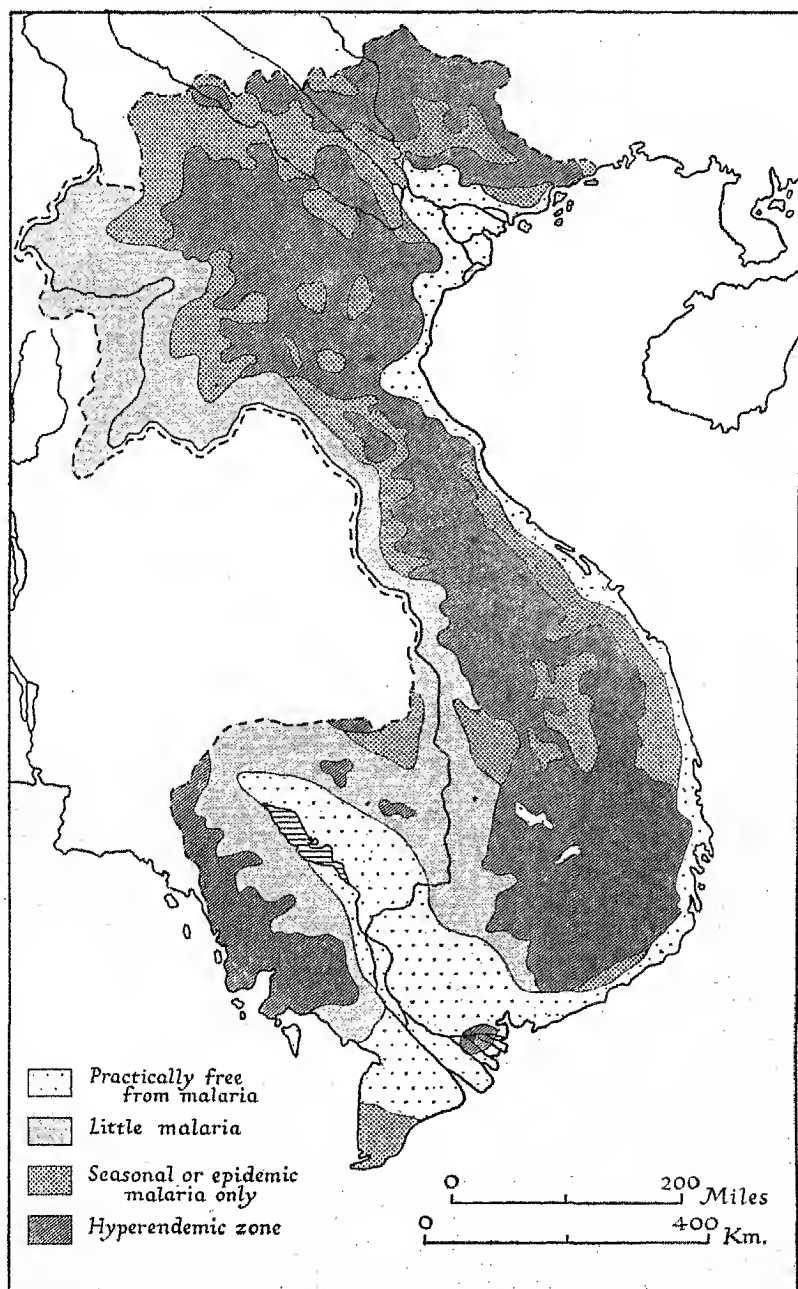 Practically free
from malaria
Little malaria
Seasonal or epidemic
malaria only
Hyperendemic zone
0 200 Miles
0 400 Km.